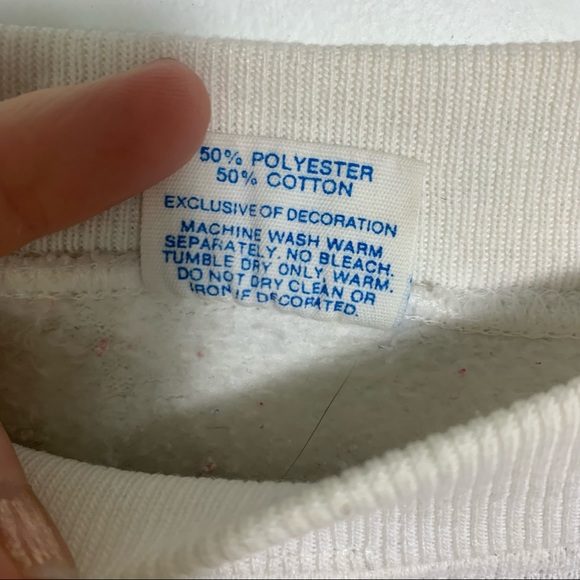 50% POLYESTER
50% COTTON
EXCLUSIVE OF DECORATION
MACHINE WASH WARM
SEPARATELY. NO BLEACH.
TUMBLE DRY ONLY, WARM.
DO NOT DRY CLEAN OR
IRON IF DECORATED.